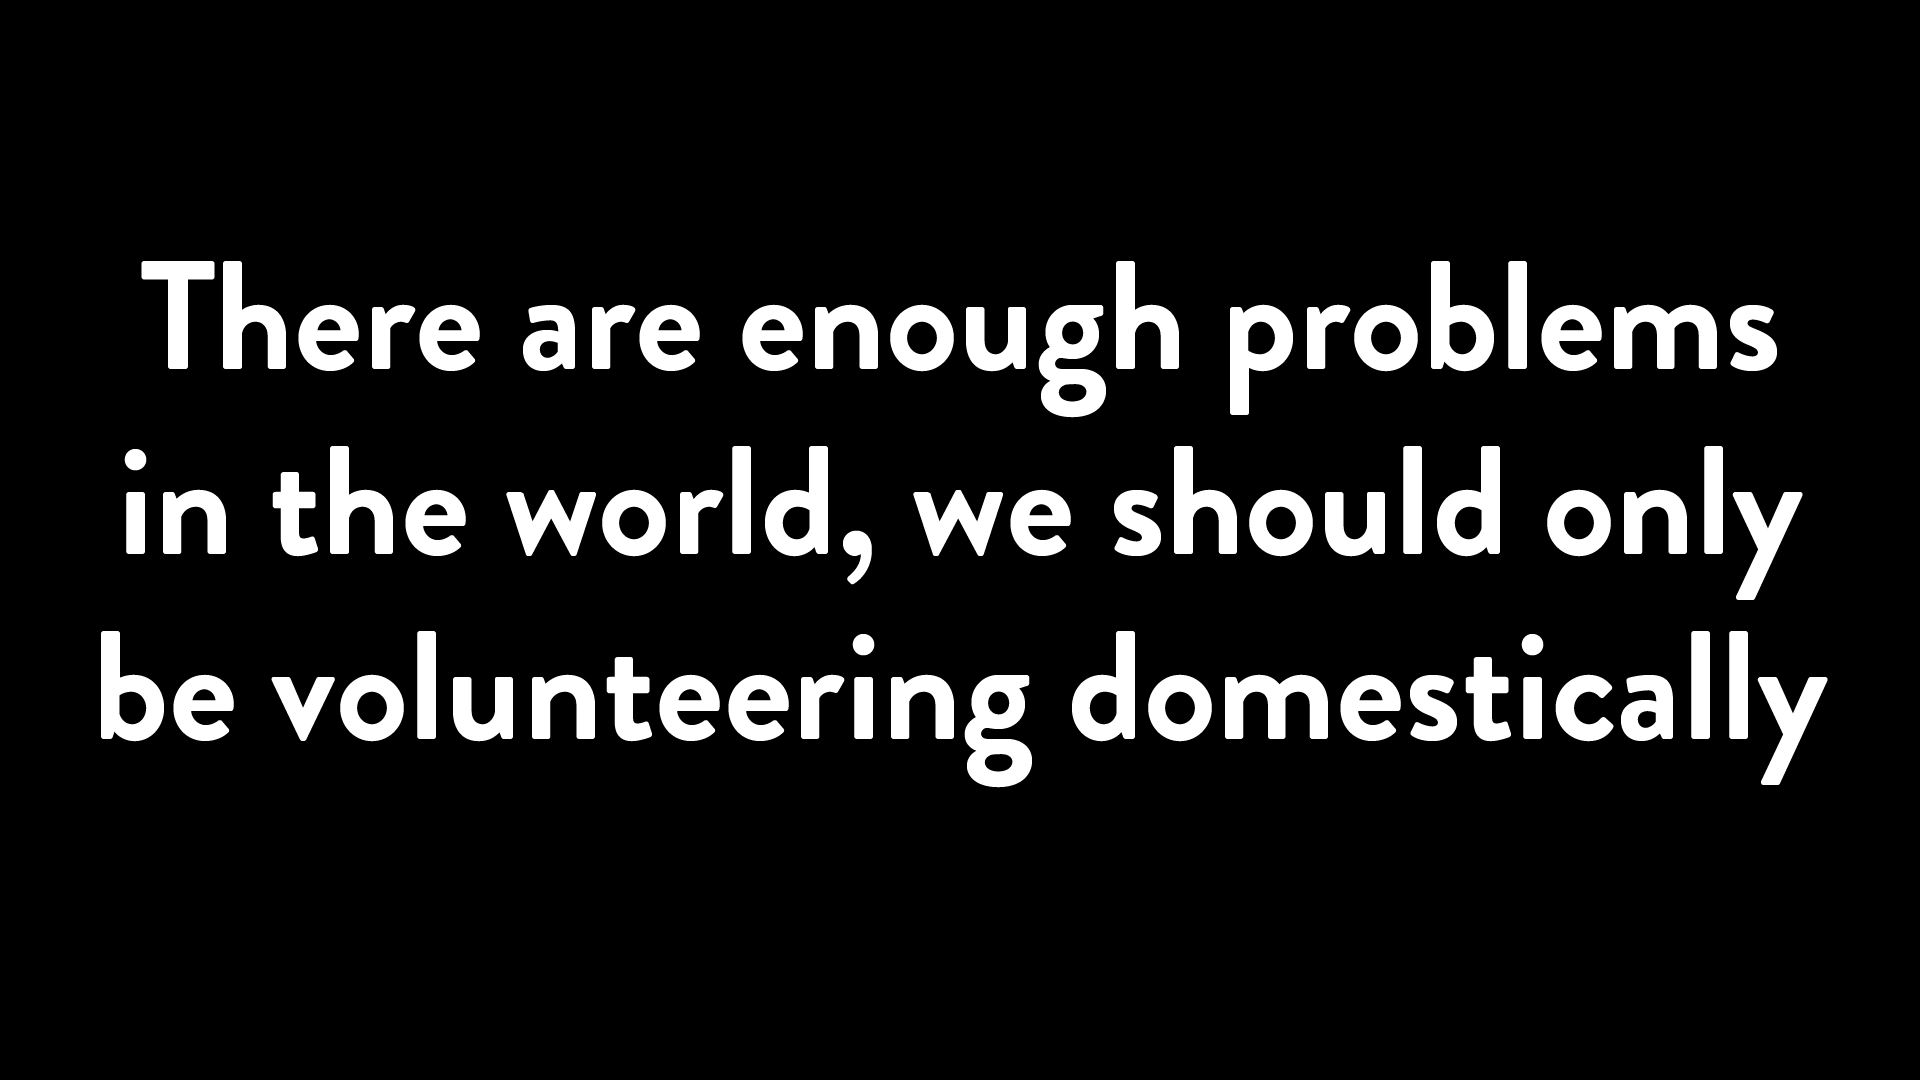 There are enough problems
in the world, we should only
be volunteering domestically